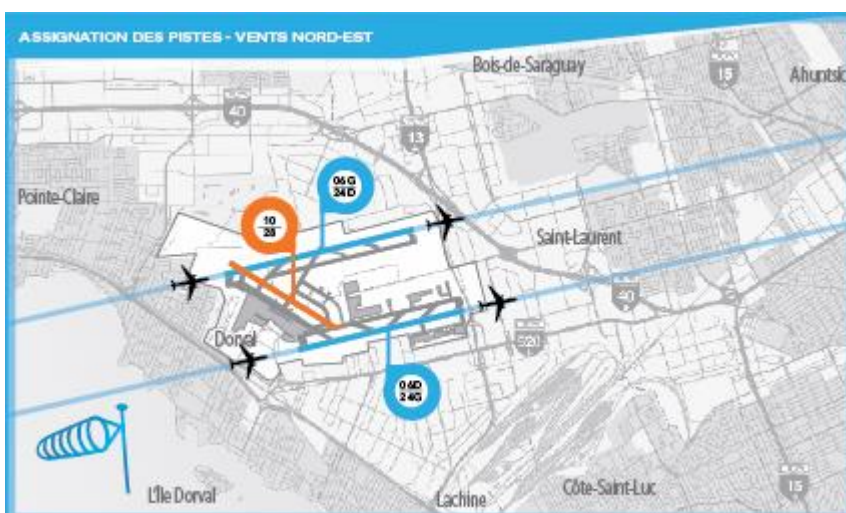 ASSIGNATION DES PISTES - VENTS NORD-EST
Bois-de-Saraguay
15
Ahuntsic
40
13
Pointe-Claire
06G
24D
10
28
Saint-Laurent
40
Dorval
520
06D
24G
L'Île Dorval
Lachine
Côte-Saint-Luc
15